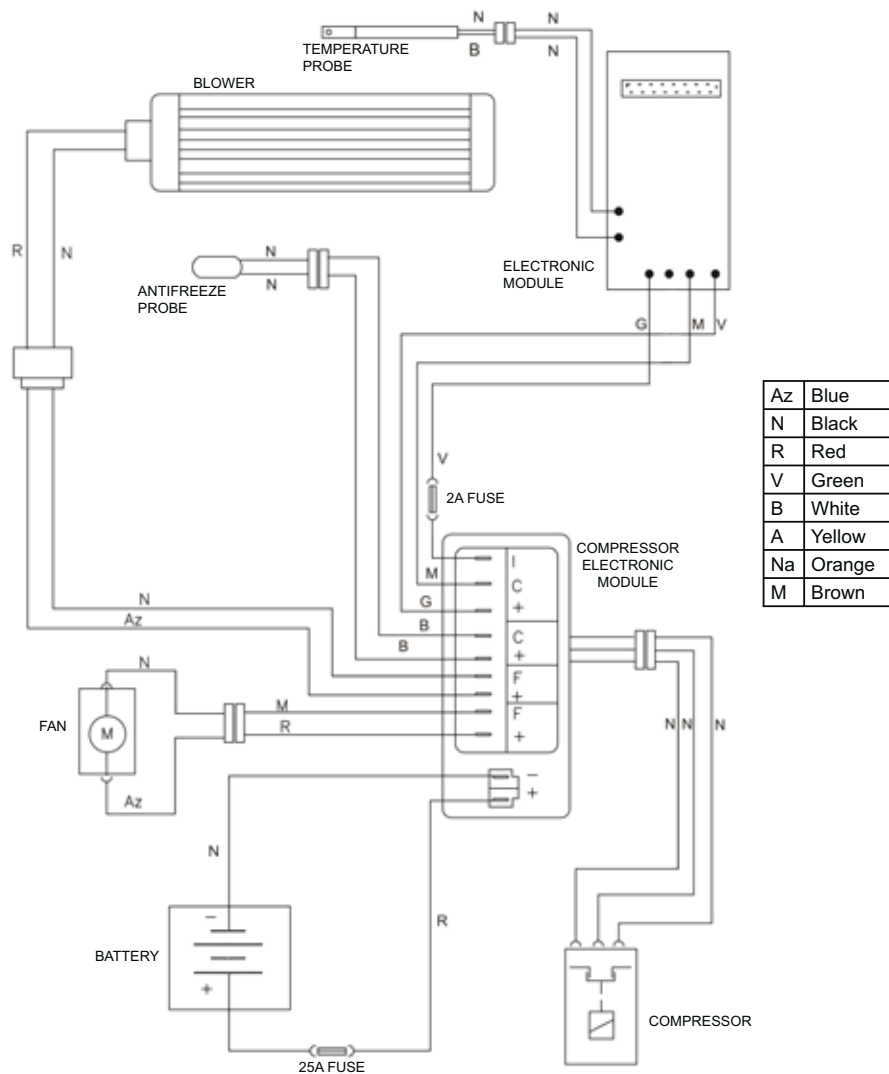 N
N
TEMPERATURE
PROBE
B
N
BLOWER
R
N
N
N
ANTIFREEZE
PROBE
ELECTRONIC
MODULE
G
M
V
Az Blue
N Black
R Red
V Green
B White
A Yellow
Na Orange
M Brown
V
2A FUSE
COMPRESSOR
ELECTRONIC
MODULE
I
M
C
G
+
N
B
C
Az
B
+
F
+
N
M
F
R
+
FAN
M
Az
N
N
N
−
+
N
R
−
BATTERY
+
25A FUSE
COMPRESSOR